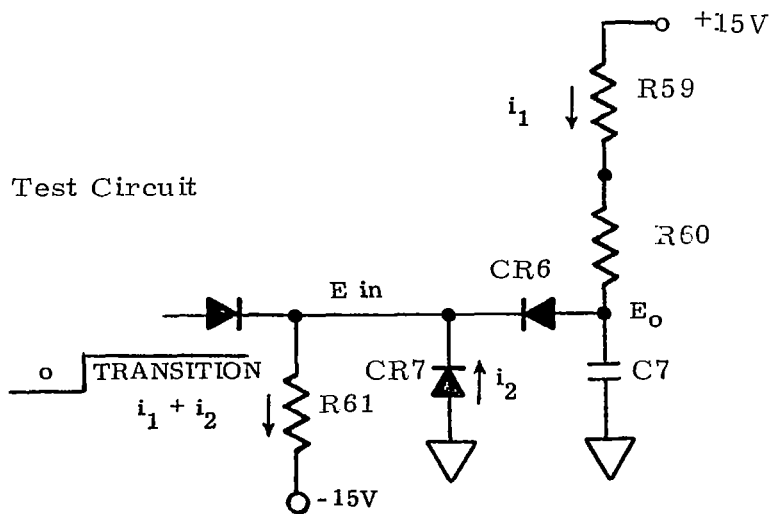 +15V
R59
i1
Test Circuit
R60
CR6
E in
Eo
o
TRANSITION
CR7
i2
C7
i1 + i2
R61
-15V